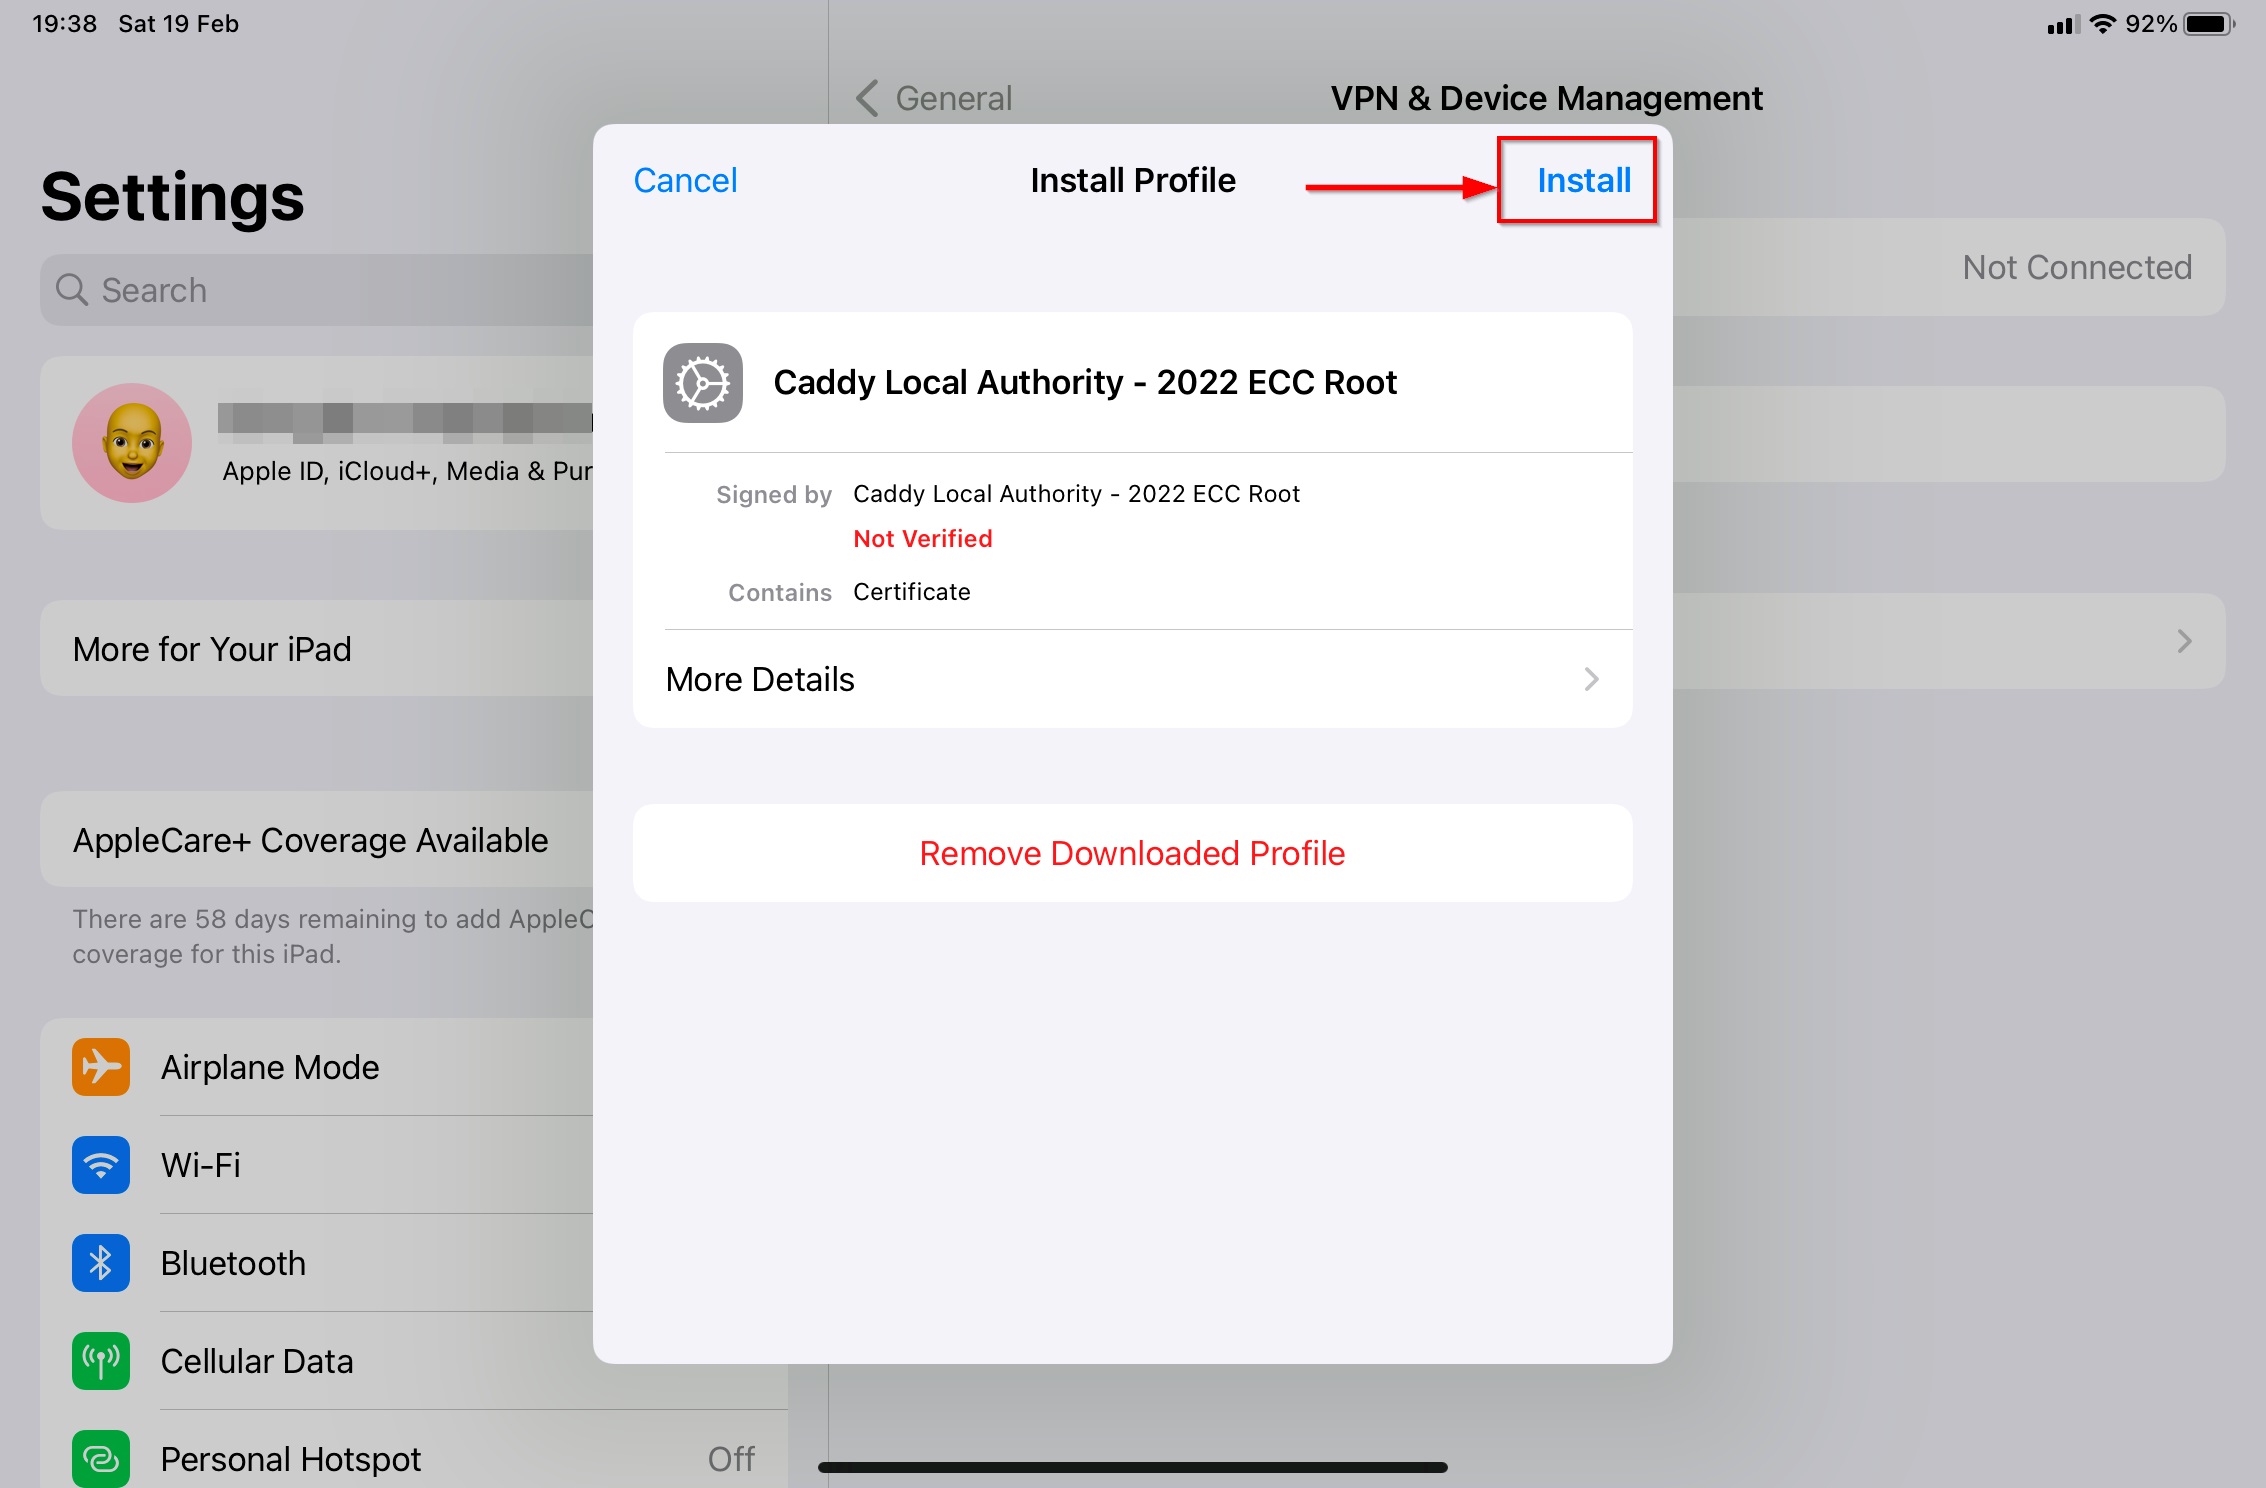 19:38 Sat 19 Feb
92%
Settings
Search
Apple ID, iCloud+, Media & Pur
More for Your iPad
AppleCare+ Coverage Available
There are 58 days remaining to add AppleC
coverage for this iPad.
Airplane Mode
Wi-Fi
Bluetooth
Cellular Data
Personal Hotspot Off
General
VPN & Device Management
Not Connected
Cancel
Install Profile
Install
Caddy Local Authority - 2022 ECC Root
Signed by Caddy Local Authority - 2022 ECC Root
Not Verified
Contains Certificate
More Details
Remove Downloaded Profile